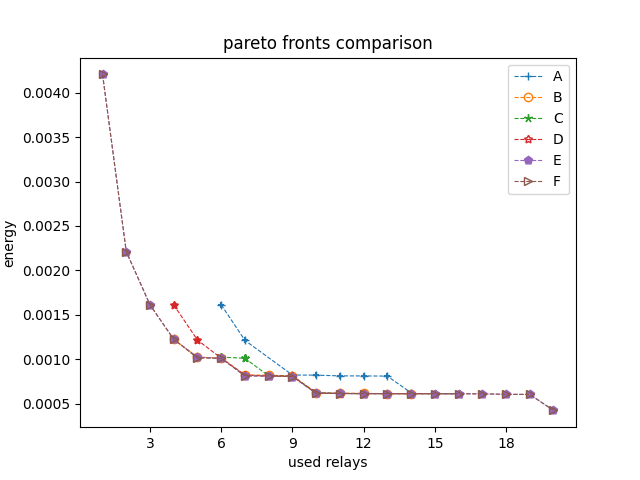 pareto fronts comparison
A
B
C
D
E
F
0.0040
0.0035
0.0030
0.0025
0.0020
0.0015
0.0010
0.0005
energy
3 6 9 12 15 18
used relays